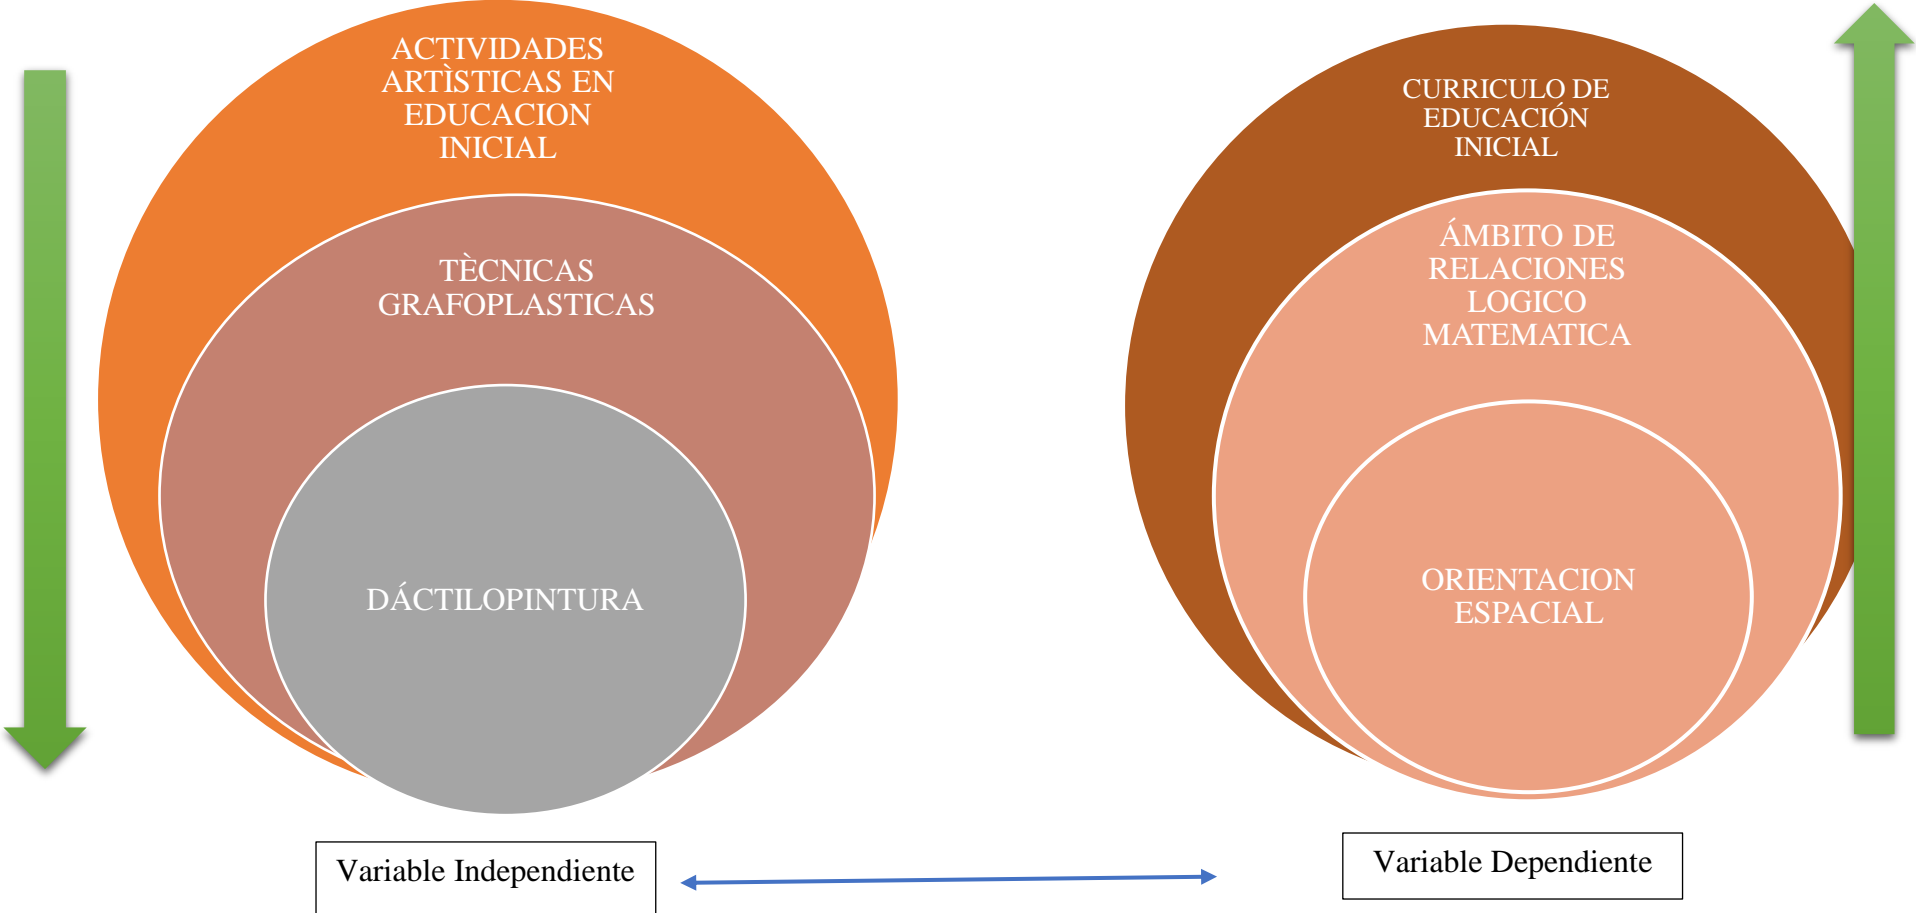 ACTIVIDADES
ARTÌSTICAS EN
EDUCACION
INICIAL
TÈCNICAS
GRAFOPLASTICAS
DÁCTILOPINTURA
Variable Independiente
CURRICULO DE
EDUCACIÓN
INICIAL
ÁMBITO DE
RELACIONES
LOGICO
MATEMATICA
ORIENTACION
ESPACIAL
Variable Dependiente